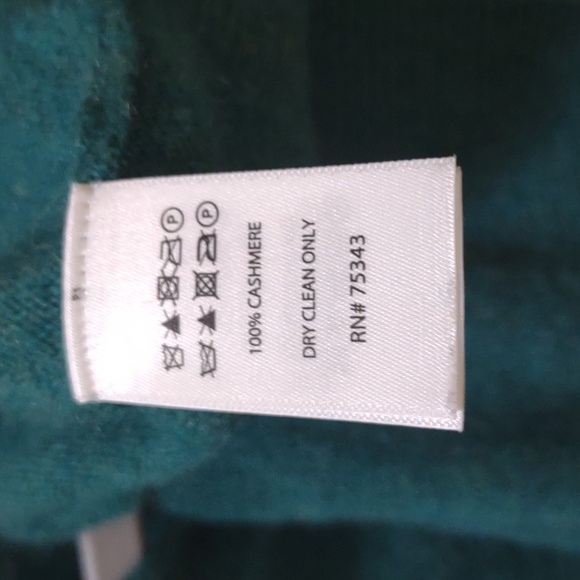 P
P
100% CASHMERE
DRY CLEAN ONLY
RN# 75343